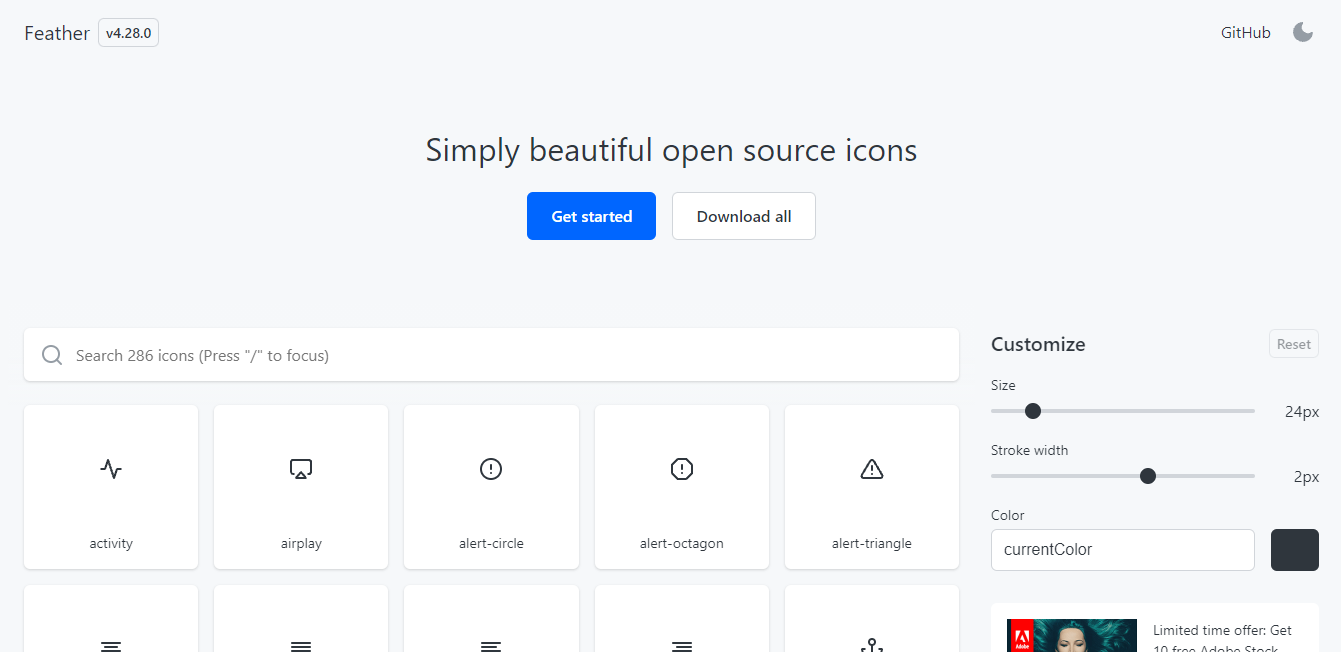 Feather v4.28.0
GitHub
Simply beautiful open source icons
Get started
Download all
Search 286 icons (Press "/" to focus)
activity
airplay
alert-circle
alert-octagon
alert-triangle
Customize
Reset
Size
24px
Stroke width
2px
Color
currentColor
Adobe
Limited time offer: Get
10 free Adobe Stock